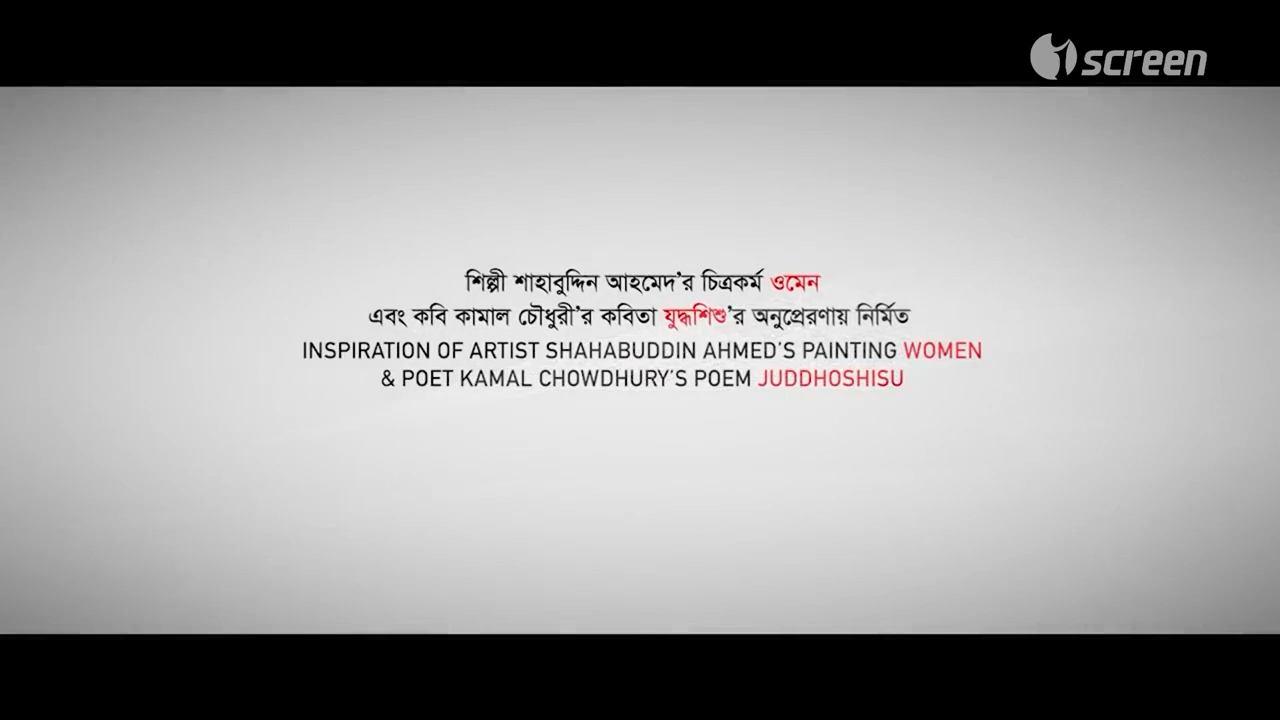 screen
শিল্পী শাহাবুদ্দিন আহমেদ'র চিত্রকর্ম ওমেন
এবং কবি কামাল চৌধুরী'র কবিতা যুদ্ধশিশু'র অনুপ্রেরণায় নির্মিত
INSPIRATION OF ARTIST SHAHABUDDIN AHMED'S PAINTING WOMEN
& POET KAMAL CHOWDHURY'S POEM JUDDHOSHISU